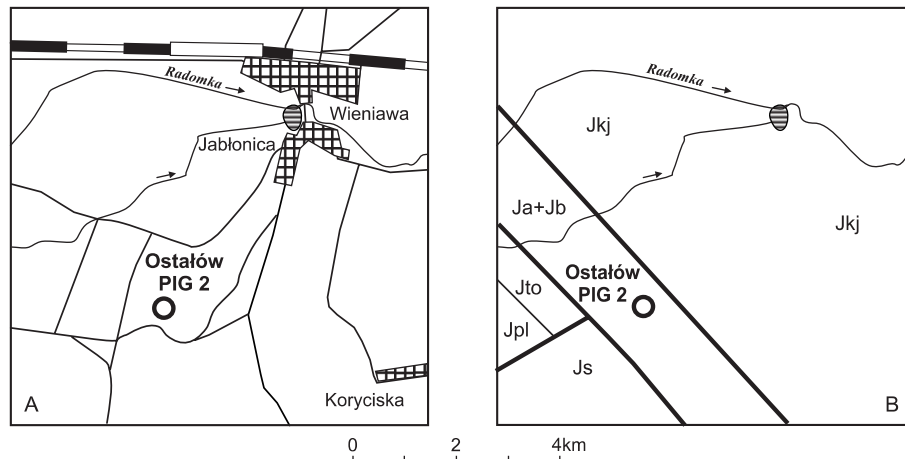 Radomka
Wieniawa
Jabłonica
Ostałów
PIG 2
A
Koryciska
Radomka
Jkj
Ja+Jb
Jkj
Ostałów
PIG 2
Jto
Jpl
Js
B
0 2 4km